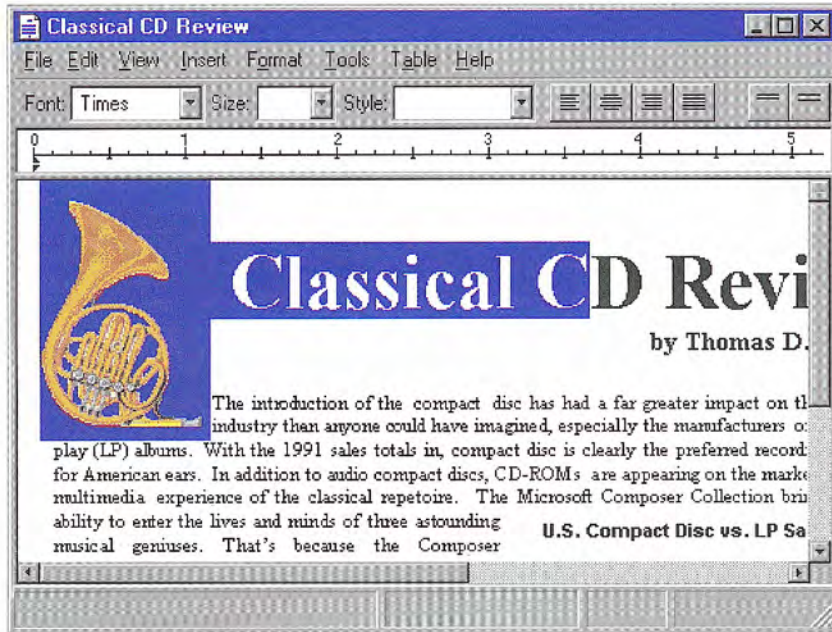 Classical CD Review
File Edit View Insert Format Tools Table Help
Font: Times Size: Style:
0 1 2 3 4 5
Classical CD Revi
by Thomas D.
The introduction of the compact disc has had a far greater impact on th
industry then anyone could have imagined, especially the manufacturers o
play (LP) albums. With the 1991 sales totals in, compact disc is clearly the preferred record
for American ears. In addition to audio compact discs, CD-ROMs are appearing on the marke
multimedia experience of the classical repetoire. The Microsoft Composer Collection brin
ability to enter the lives and minds of three astounding
musical geniuses. That's because the Composer
U.S. Compact Disc vs. LP Sa